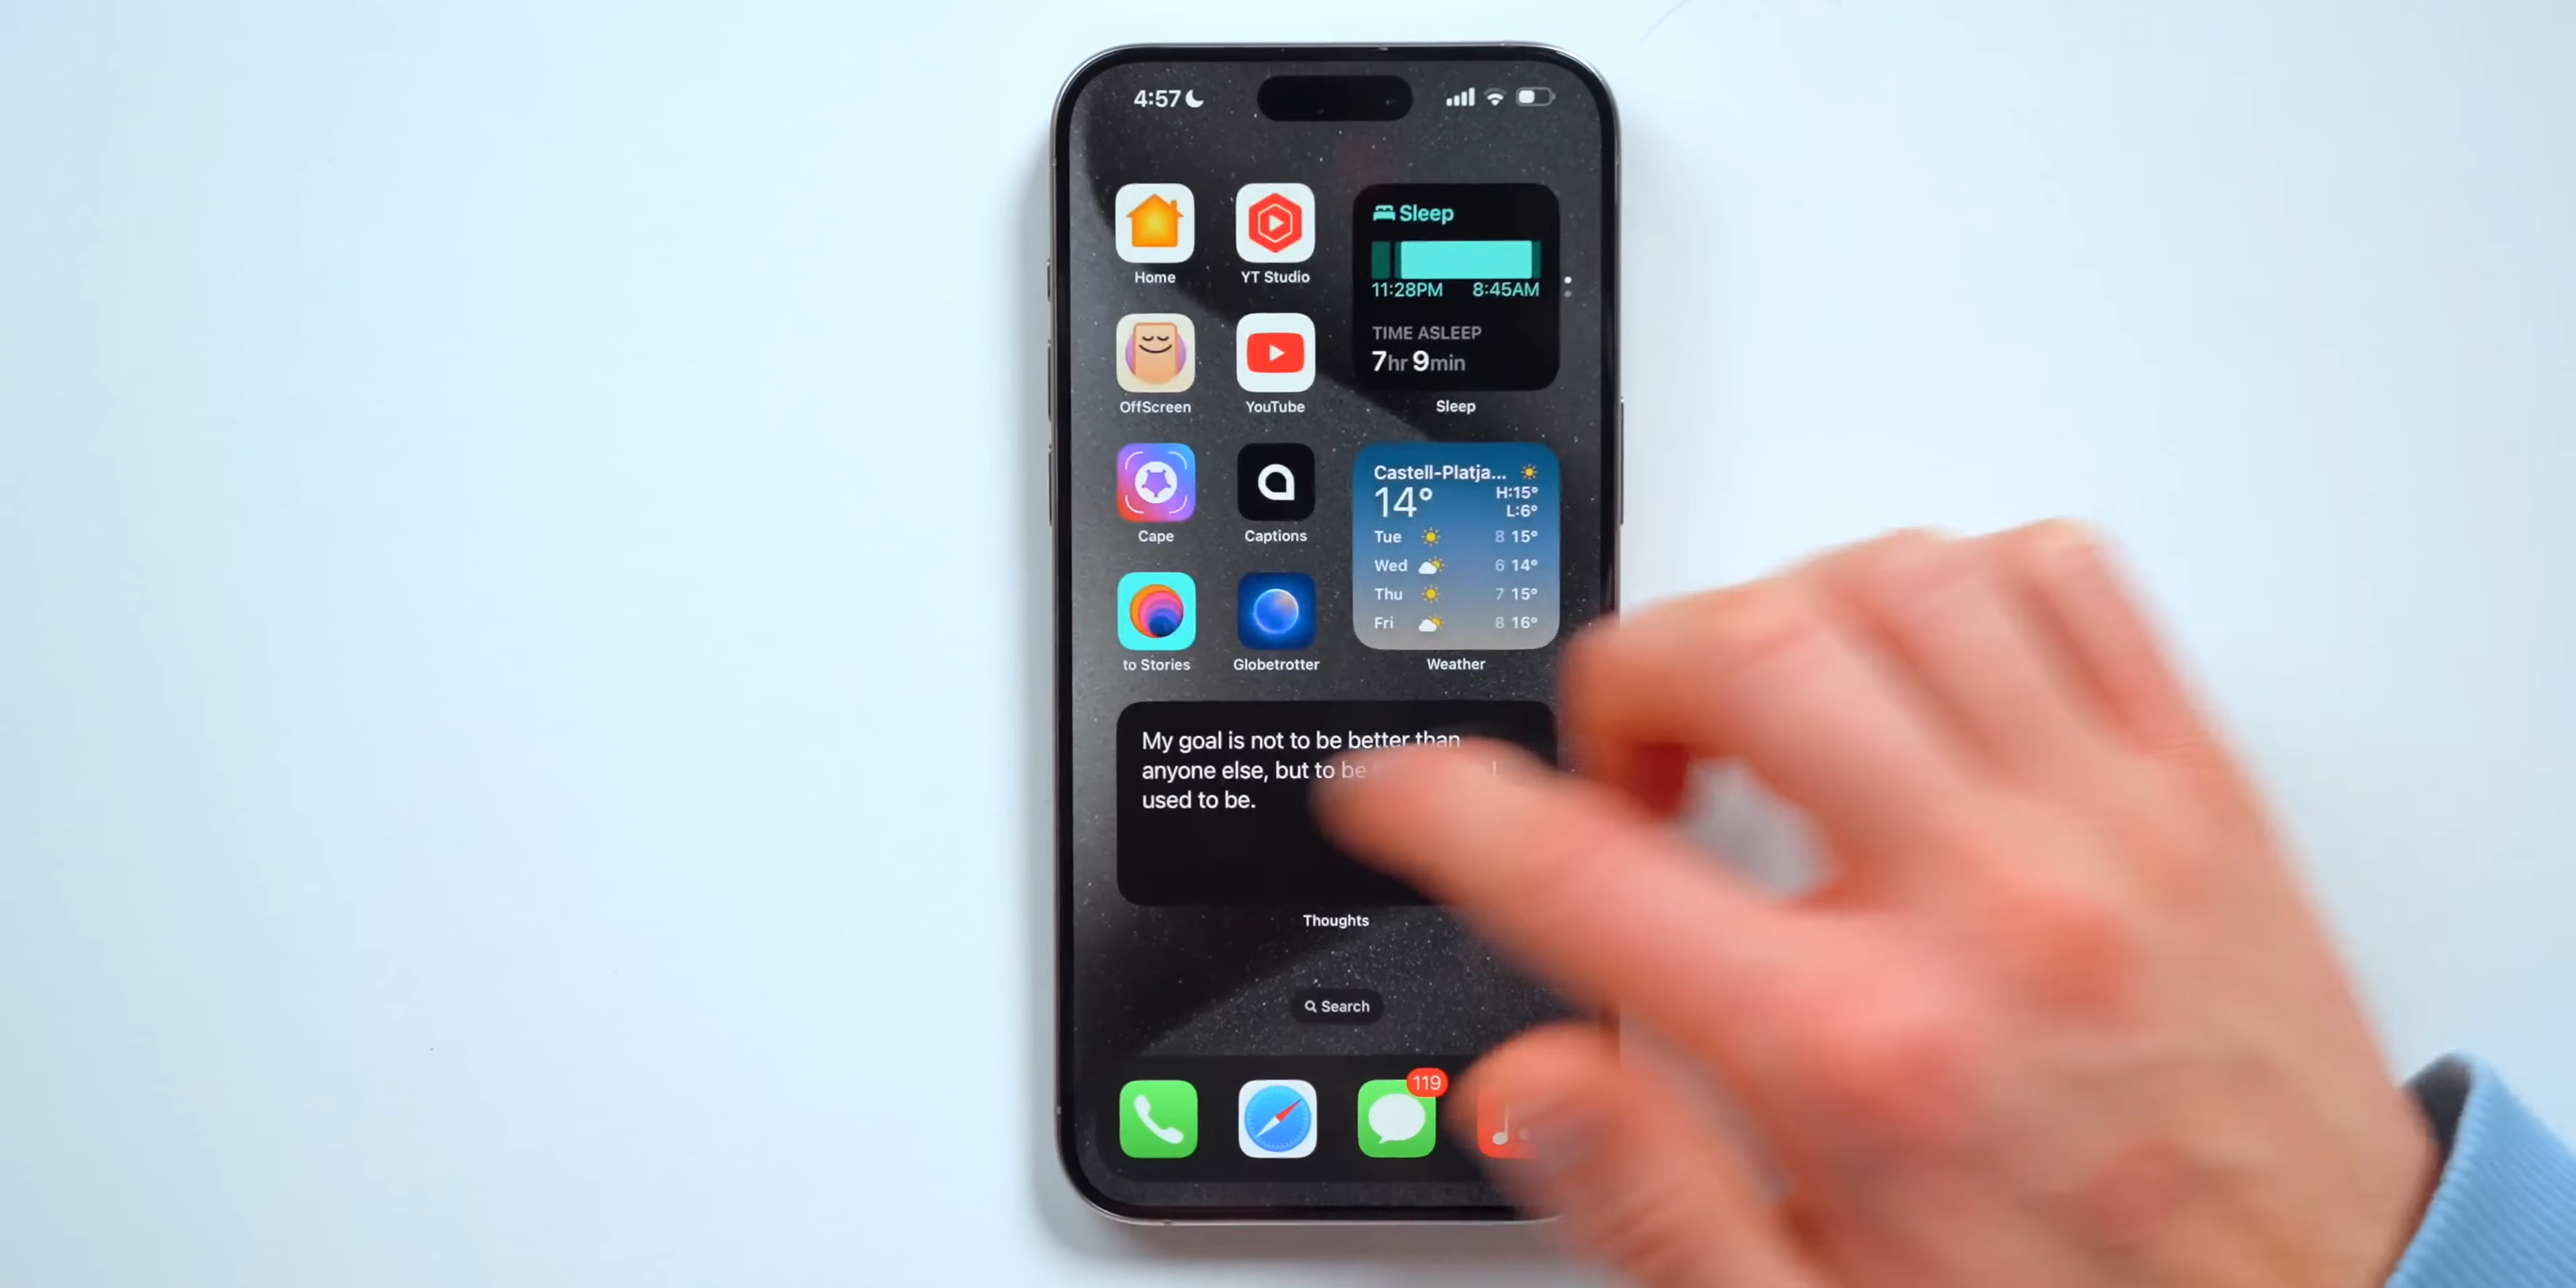 4:57
Home
YT Studio
Sleep
11:28PM 8:45AM
TIME ASLEEP
7hr 9min
Sleep
OffScreen
YouTube
Cape
Captions
Castell-Platja...
14°
H:15°
L:6°
Tue 8 15°
Wed 6 14°
Thu 7 15°
Fri 8 16°
Weather
to Stories
Globetrotter
My goal is not to be better than
anyone else, but to be I
used to be.
Thoughts
Search
119